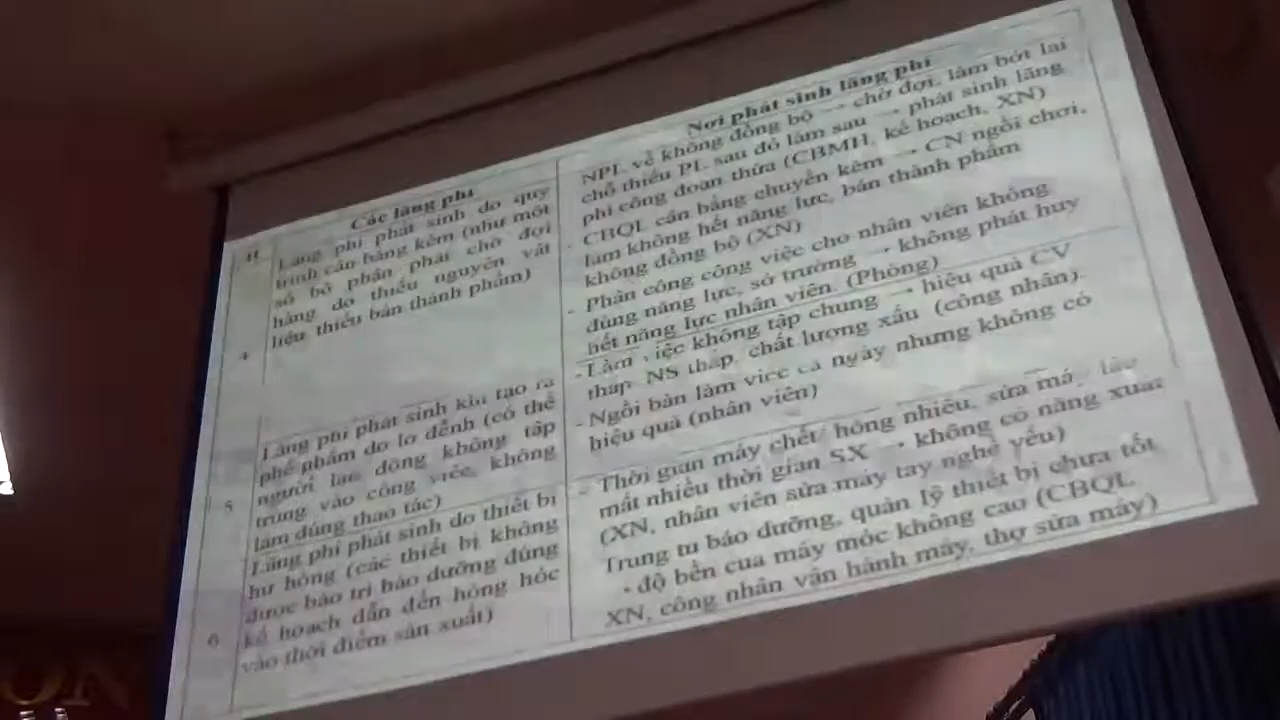 Các lãng phí
Nơi phát sinh lãng phí
4
Lãng phí phát sinh do quy
trình cân bằng kém (như một
số bộ phận phát chờ đợi
hàng do thiếu nguyên vật
liệu thiếu bán thành phẩm)
NPL về không đồng bộ → chờ đợi, làm bớt lại
chỗ thiếu PL sau đó làm sau → phát sinh lãng
phí công đoạn thừa (CBMH, kế hoạch, XN)
- CBQL cân bằng chuyền kém → CN ngồi chơi,
làm không hết năng lực, bán thành phẩm
không đồng bộ (XN)
- Phân công công việc cho nhân viên không
đúng năng lực, sở trường → không phát huy
hết năng lực nhân viên. (Phòng)
5
Lãng phí phát sinh khi tạo ra
phế phẩm do lơ đễnh (có thể
người lao động không tập
trung vào công việc, không
làm đúng thao tác)
- Làm việc không tập chung → hiệu quả CV
thấp, NS thấp, chất lượng xấu (công nhân).
- Ngồi bàn làm việc cả ngày nhưng không có
hiệu quả (nhân viên)
6
Lãng phí phát sinh do thiết bị
hư hỏng (các thiết bị không
được bảo trì bảo dưỡng đúng
kế hoạch dẫn đến hỏng hóc
vào thời điểm sản xuất)
- Thời gian máy chết/ hỏng nhiều, sửa
mất nhiều thời gian SX → không có năng xuất
(XN, nhân viên sửa máy tay nghề yếu)
Trung tu bảo dưỡng, quản lý thiết bị chưa tốt
độ bền của máy móc không cao (CBQL
XN, công nhân vận hành máy, thợ sửa máy)
ON